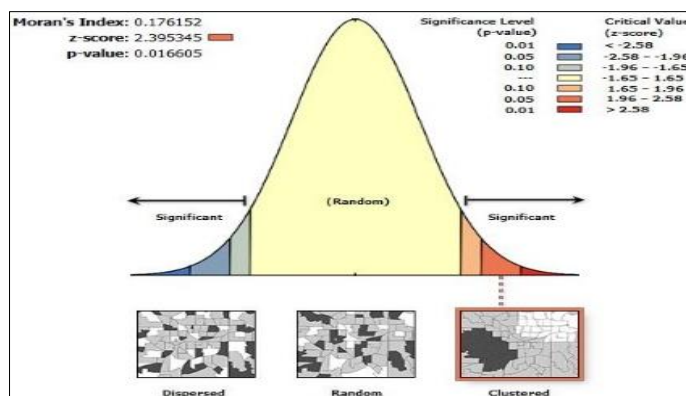 Moran's Index: 0.176152
z-score: 2.395345
p-value: 0.016605
Significance Level
(p-value)
Critical Value
(z-score)
0.01 < -2.58
0.05 -2.58 – -1.96
0.10 -1.96 – -1.65
--- -1.65 – 1.65
0.10 1.65 – 1.96
0.05 1.96 – 2.58
0.01 > 2.58
Significant
(Random)
Significant
Dispersed
Random
Clustered